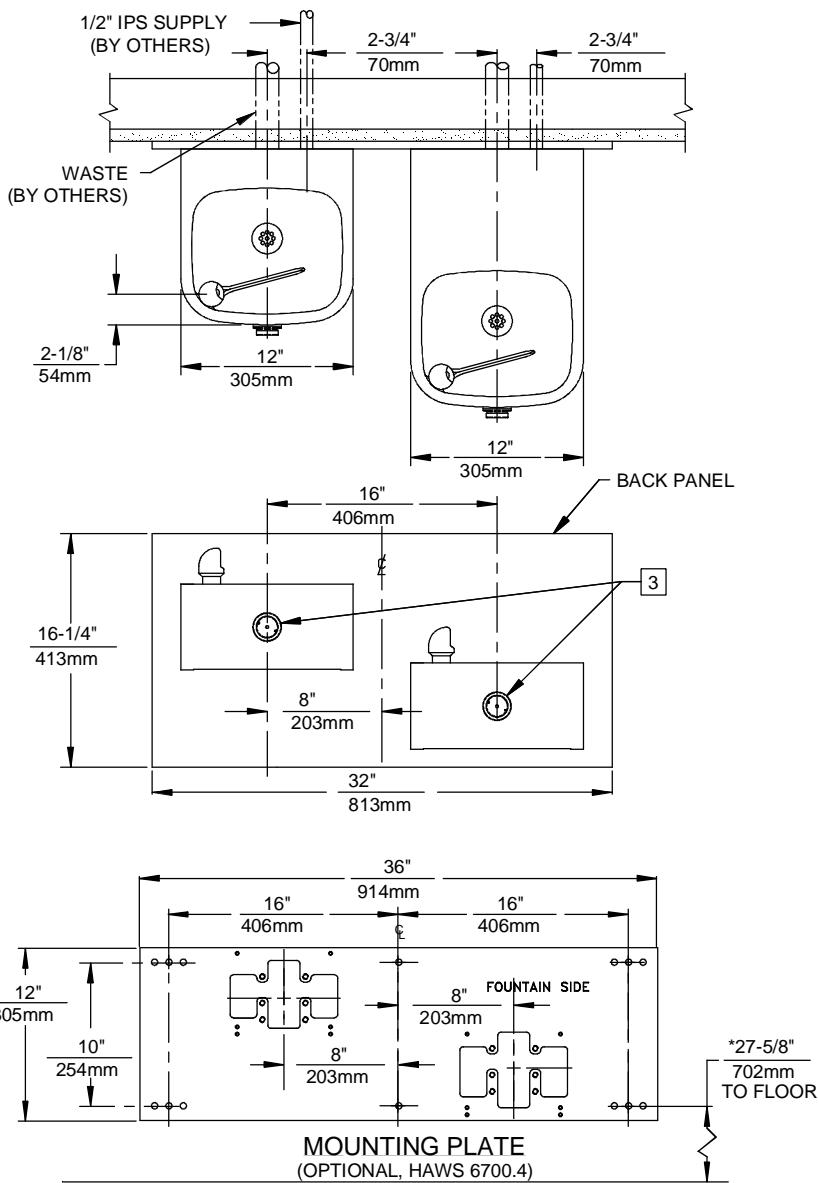 1/2" IPS SUPPLY
(BY OTHERS)
2-3/4"
70mm
2-3/4"
70mm
WASTE
(BY OTHERS)
2-1/8"
54mm
12"
305mm
12"
305mm
BACK PANEL
16"
406mm
3
16-1/4"
413mm
8"
203mm
32"
813mm
36"
914mm
16"
406mm
16"
406mm
12"
305mm
10"
254mm
FOUNTAIN SIDE
8"
203mm
8"
203mm
*27-5/8"
702mm
TO FLOOR
MOUNTING PLATE
(OPTIONAL, HAWS 6700.4)